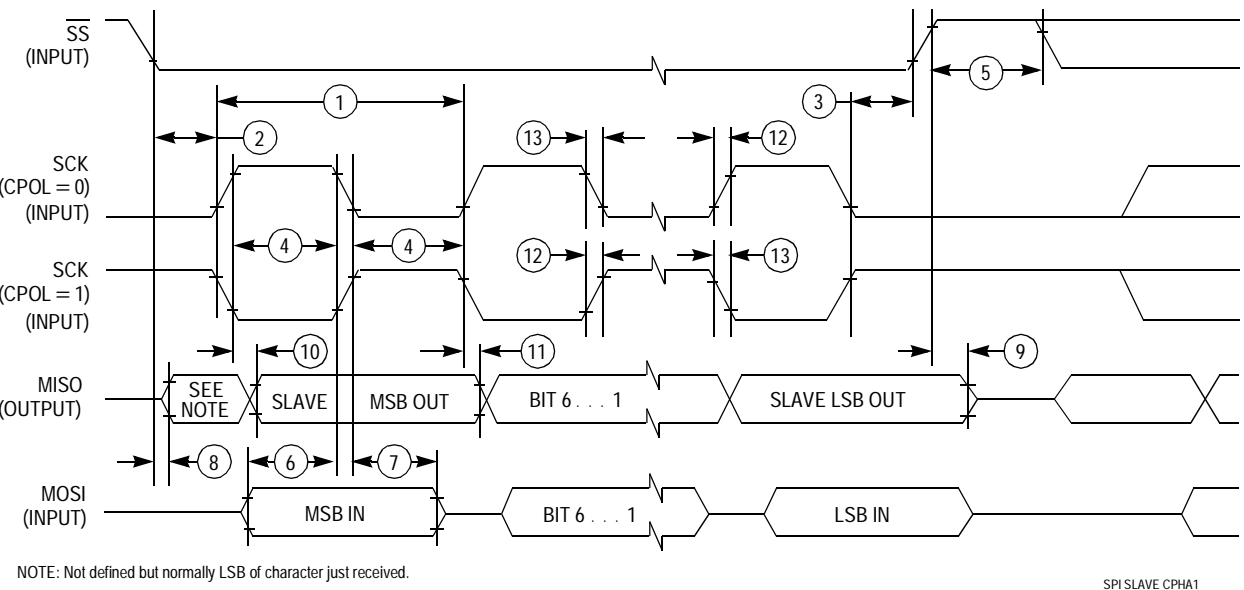 SS
(INPUT)
5
1
3
2
13
12
SCK
(CPOL = 0)
(INPUT)
4
4
12
13
SCK
(CPOL = 1)
(INPUT)
10
11
9
MISO
(OUTPUT)
SEE
NOTE
SLAVE
MSB OUT
BIT 6 . . . 1
SLAVE LSB OUT
8
6
7
MOSI
(INPUT)
MSB IN
BIT 6 . . . 1
LSB IN
NOTE: Not defined but normally LSB of character just received.
SPI SLAVE CPHA1